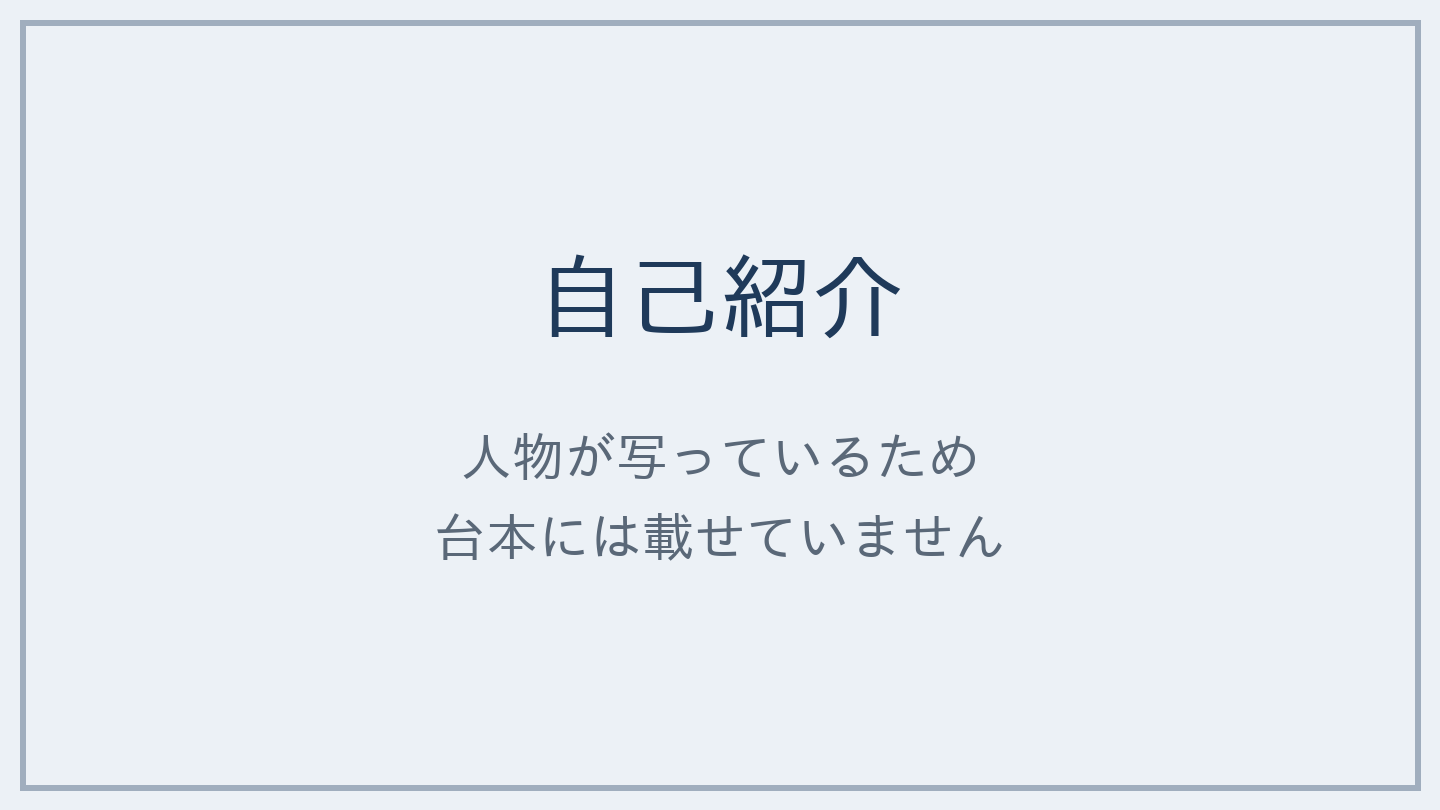 自己紹介
人物が写っているため
台本には載せていません